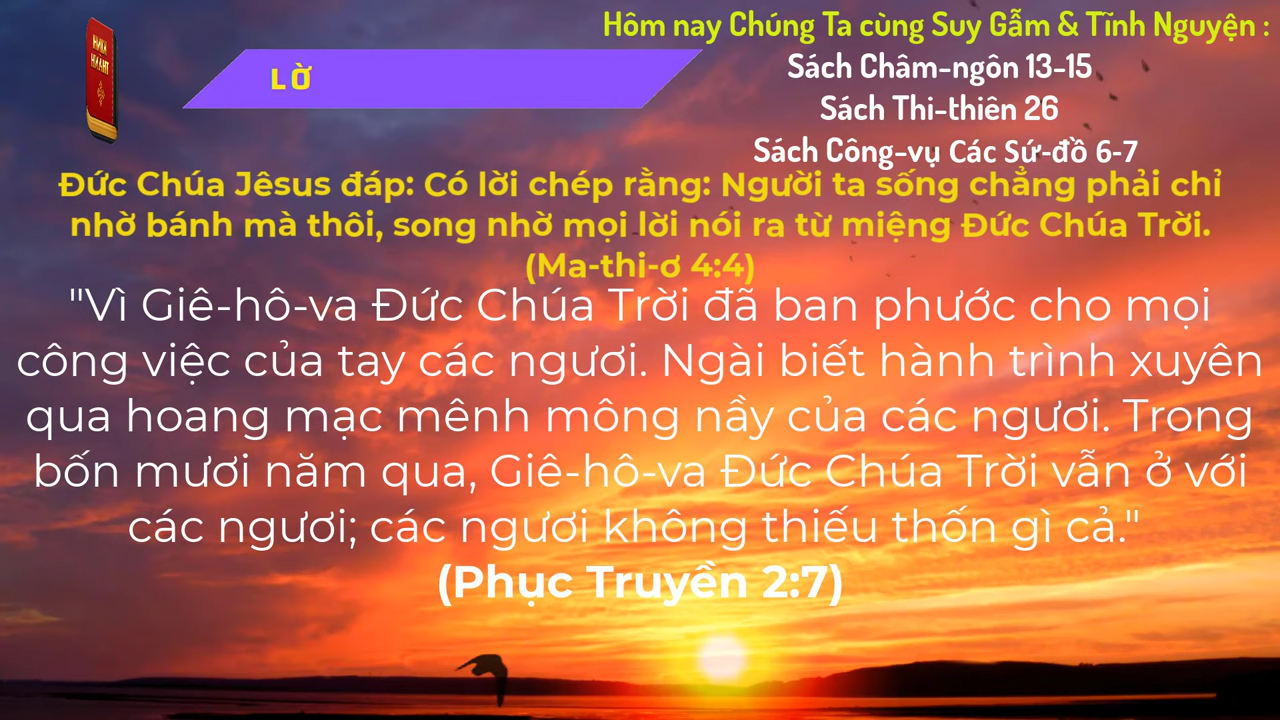 Hôm nay Chúng Ta cùng Suy Gẫm & Tĩnh Nguyện :
Sách Châm-ngôn 13-15
Sách Thi-thiên 26
Sách Công-vụ Các Sứ-đồ 6-7
KINH
THÁNH
LỜ
Đức Chúa Jêsus đáp: Có lời chép rằng: Người ta sống chẳng phải chỉ
nhờ bánh mà thôi, song nhờ mọi lời nói ra từ miệng Đức Chúa Trời.
(Ma-thi-ơ 4:4)
"Vì Giê-hô-va Đức Chúa Trời đã ban phước cho mọi
công việc của tay các ngươi. Ngài biết hành trình xuyên
qua hoang mạc mênh mông nầy của các ngươi. Trong
bốn mươi năm qua, Giê-hô-va Đức Chúa Trời vẫn ở với
các ngươi; các ngươi không thiếu thốn gì cả."
(Phục Truyền 2:7)